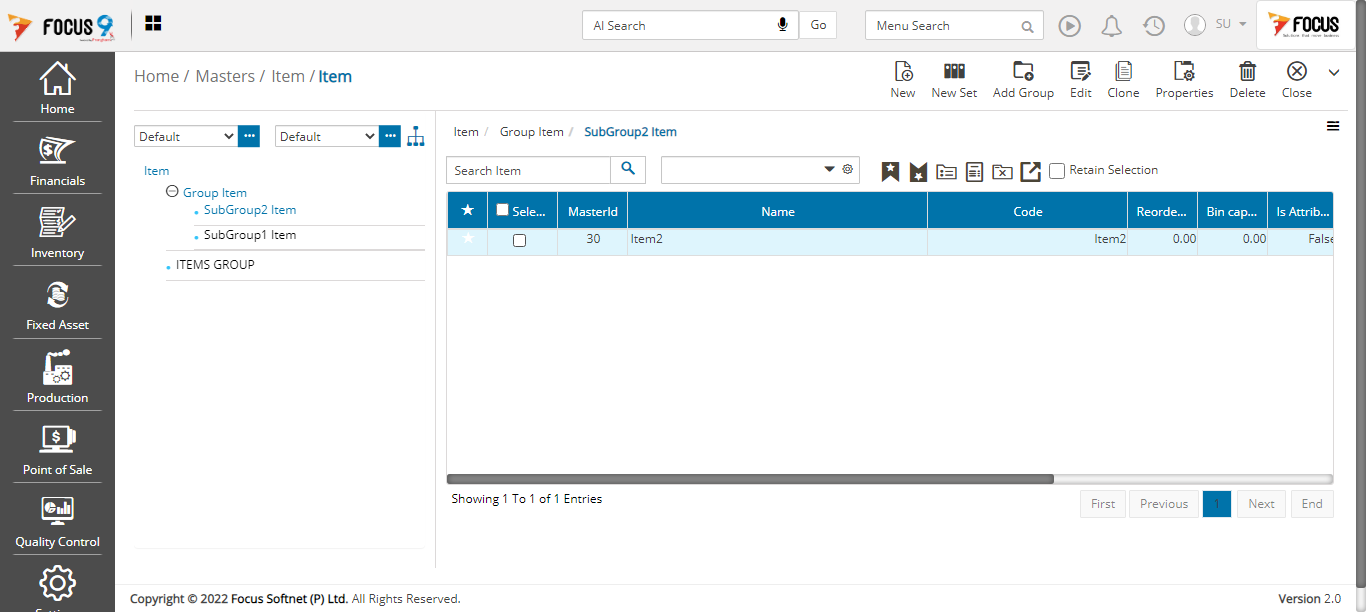 FOCUS 9
AI Search
Go
Menu Search
SU
FOCUS
Home
Financials
Inventory
Fixed Asset
Production
Point of Sale
Quality Control
Home / Masters / Item / Item
New
New Set
Add Group
Edit
Clone
Properties
Delete
Close
Default
Default
Item
Group Item
SubGroup2 Item
SubGroup1 Item
ITEMS GROUP
Item / Group Item / SubGroup2 Item
Search Item
Retain Selection
Sele... MasterId Name Code Reorde... Bin cap... Is Attrib...
30 Item2 Item2 0.00 0.00 False
Showing 1 To 1 of 1 Entries
First Previous 1 Next End
Copyright © 2022 Focus Softnet (P) Ltd. All Rights Reserved.
Version 2.0